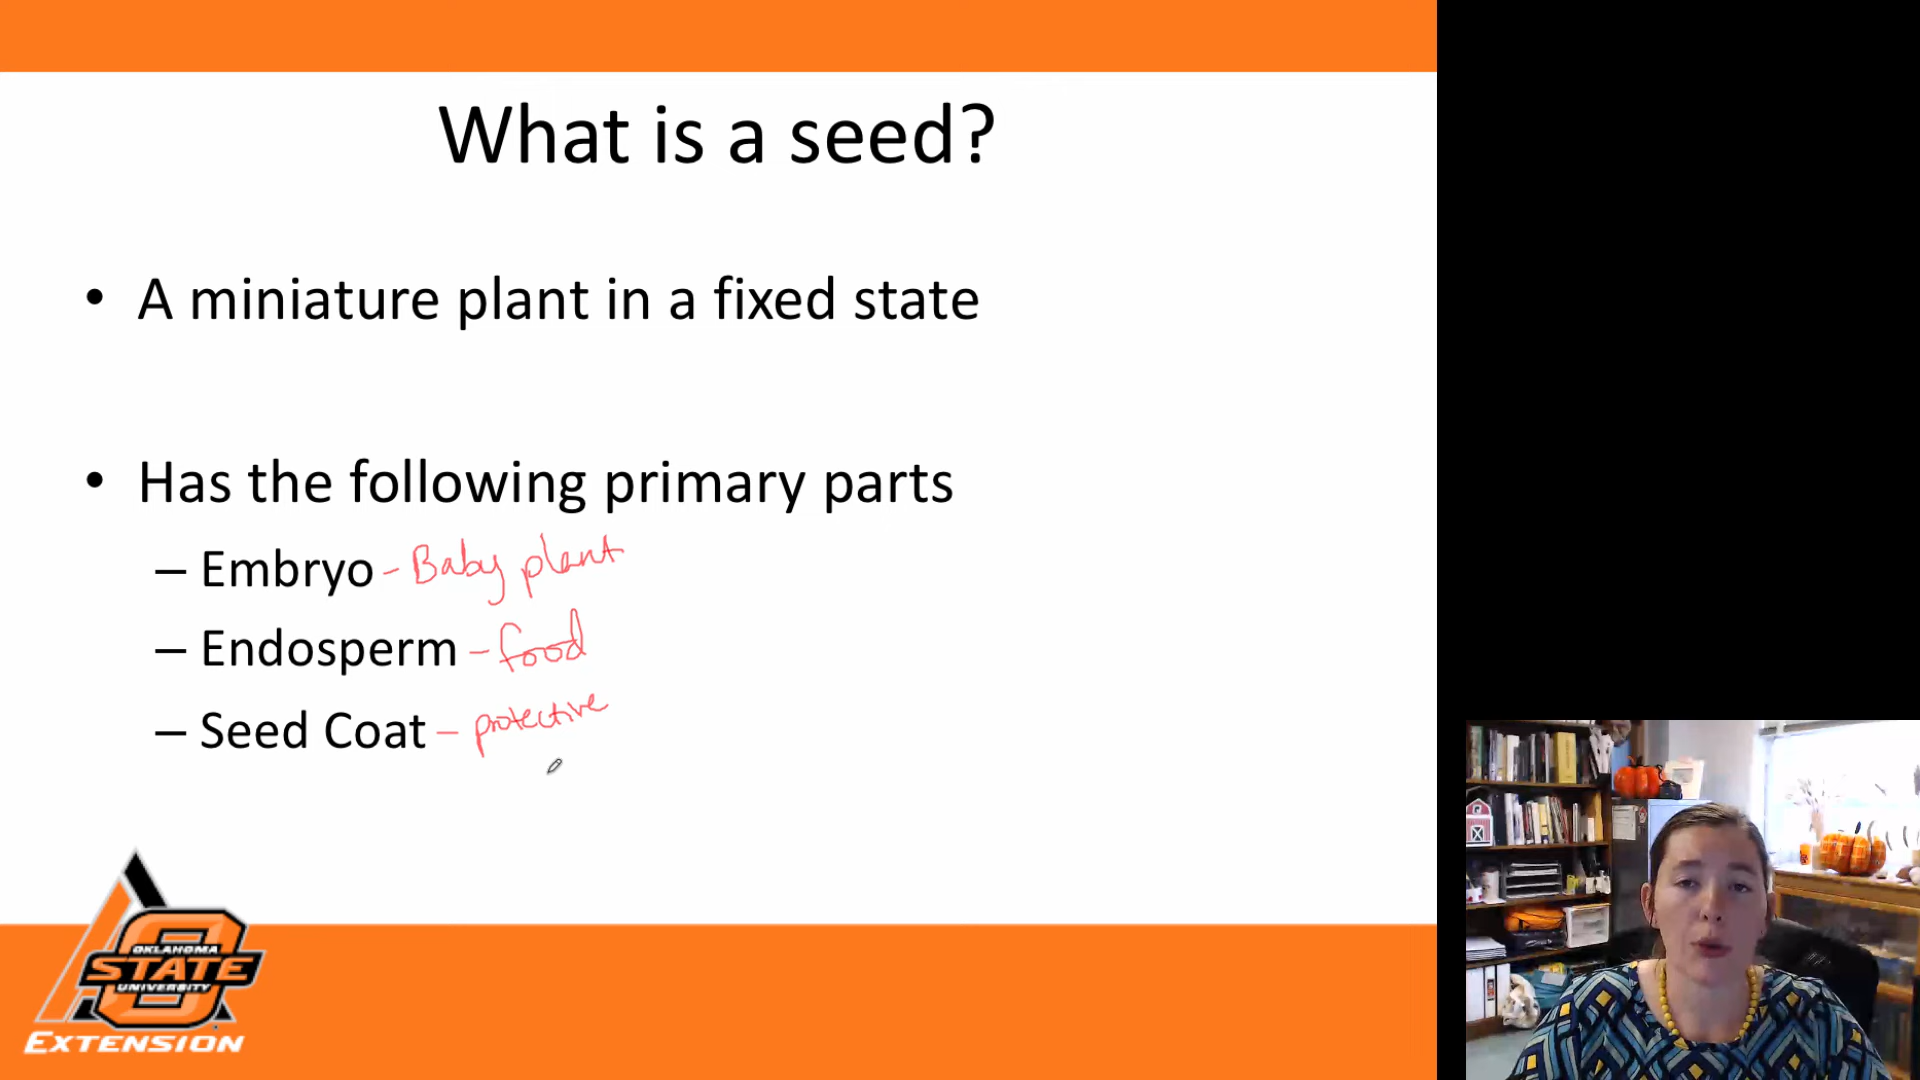 What is a seed?
• A miniature plant in a fixed state
• Has the following primary parts
– Embryo - Baby plant
– Endosperm - food
– Seed Coat - protective
OKLAHOMA
STATE
UNIVERSITY
EXTENSION